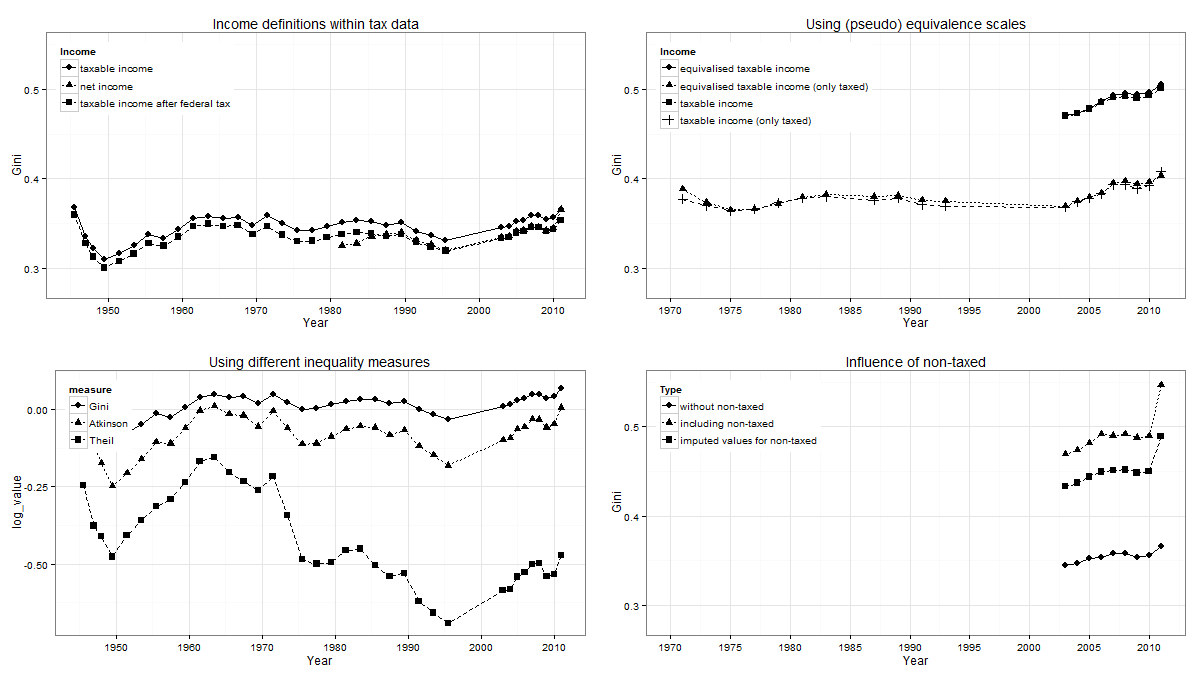 Income definitions within tax data
Income
taxable income
net income
taxable income after federal tax
0.5
0.4
0.3
Gini
1950 1960 1970 1980 1990 2000 2010
Year
Using (pseudo) equivalence scales
Income
equivalised taxable income
equivalised taxable income (only taxed)
taxable income
taxable income (only taxed)
0.5
0.4
0.3
Gini
1970 1975 1980 1985 1990 1995 2000 2005 2010
Year
Using different inequality measures
measure
Gini
Atkinson
Theil
0.00
-0.25
-0.50
log_value
1950 1960 1970 1980 1990 2000 2010
Year
Influence of non-taxed
Type
without non-taxed
including non-taxed
imputed values for non-taxed
0.5
0.4
0.3
Gini
1970 1975 1980 1985 1990 1995 2000 2005 2010
Year